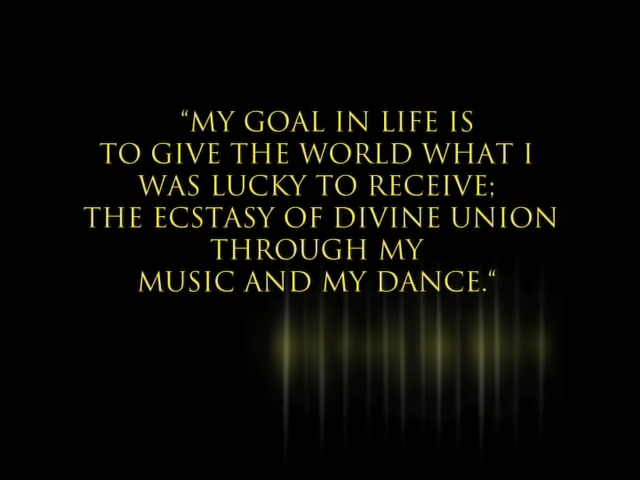 “MY GOAL IN LIFE IS
TO GIVE THE WORLD WHAT I
WAS LUCKY TO RECEIVE;
THE ECSTASY OF DIVINE UNION
THROUGH MY
MUSIC AND MY DANCE.“